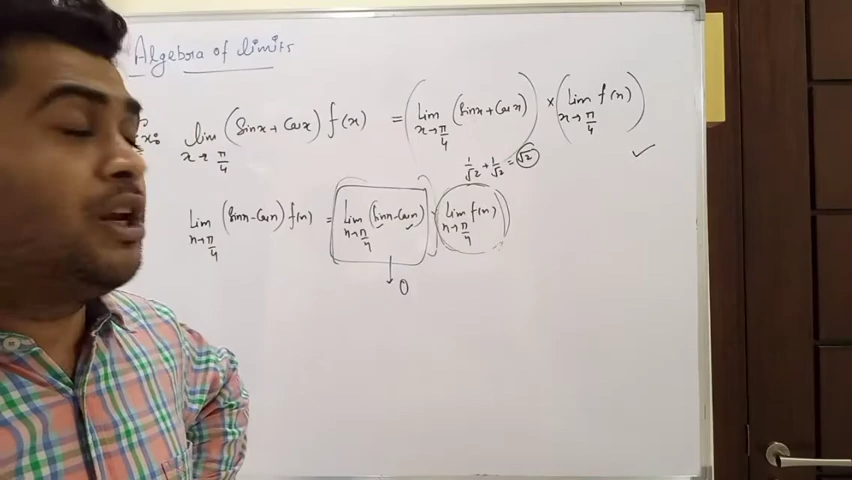 Algebra of limits
Ex: lim x→π/4 (Sinx + Cosx) f(x) = (lim x→π/4 (Sinx + Cosx)) × (lim x→π/4 f(x))
1/√2 + 1/√2 = √2 ✓
lim x→π/4 (Sinx - Cosx) f(x) = (lim x→π/4 (Sinx - Cosx)) (lim x→π/4 f(x))
↓ 0